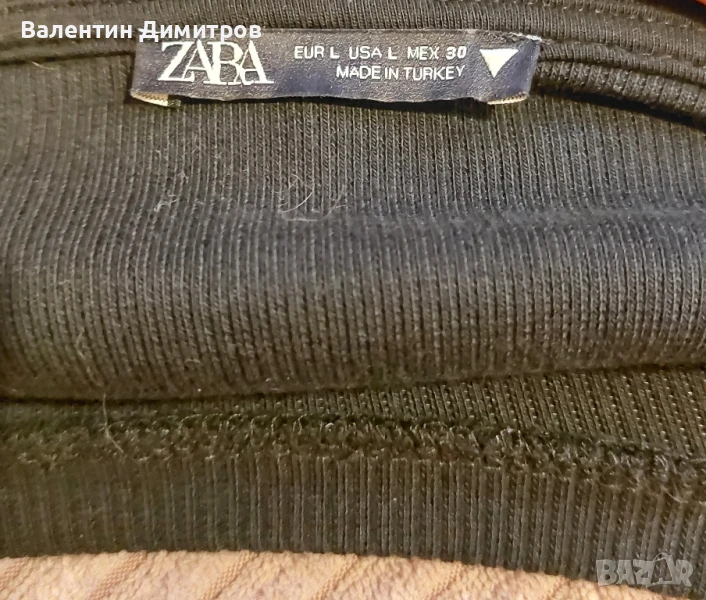 Валентин Димитров
ZARA
EUR L USA L MEX 30
MADE IN TURKEY
BAZAR